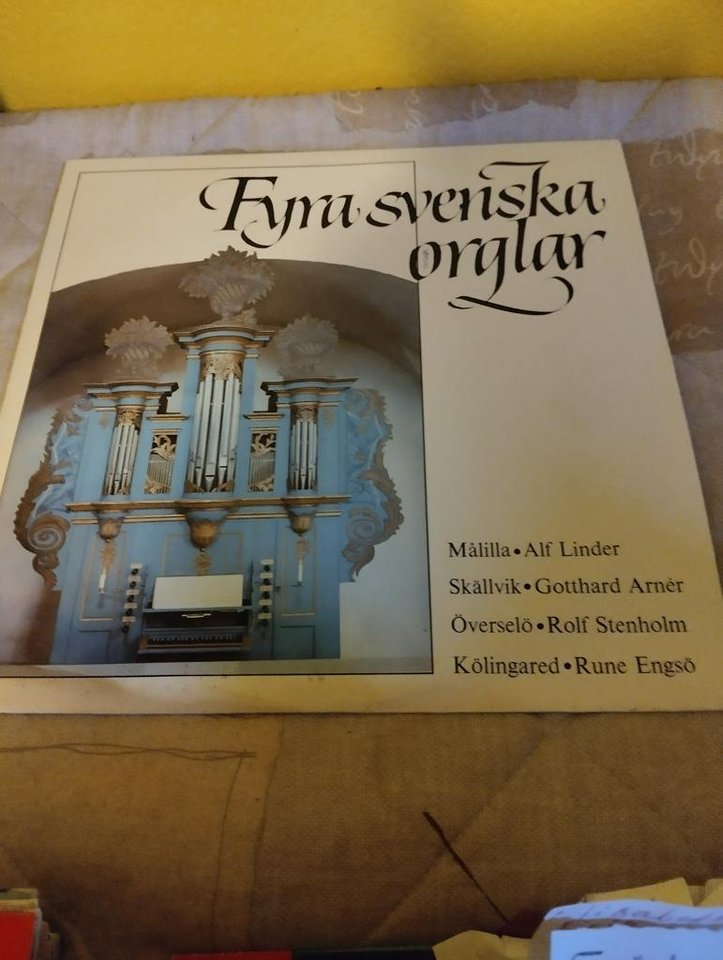 Fyra svenska
orglar
Målilla • Alf Linder
Skällvik • Gotthard Arnér
Överselö • Rolf Stenholm
Kölingared • Rune Engsö